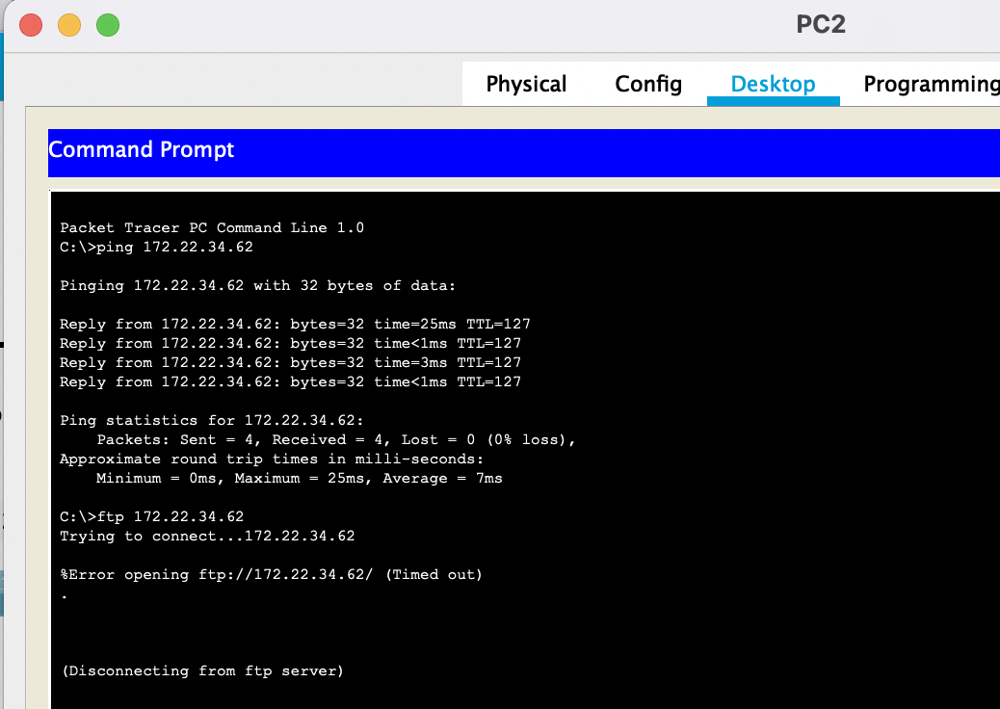 PC2
Physical Config Desktop Programming
Command Prompt
Packet Tracer PC Command Line 1.0
C:\>ping 172.22.34.62
Pinging 172.22.34.62 with 32 bytes of data:
Reply from 172.22.34.62: bytes=32 time=25ms TTL=127
Reply from 172.22.34.62: bytes=32 time<1ms TTL=127
Reply from 172.22.34.62: bytes=32 time=3ms TTL=127
Reply from 172.22.34.62: bytes=32 time<1ms TTL=127
Ping statistics for 172.22.34.62:
    Packets: Sent = 4, Received = 4, Lost = 0 (0% loss),
Approximate round trip times in milli-seconds:
    Minimum = 0ms, Maximum = 25ms, Average = 7ms
C:\>ftp 172.22.34.62
Trying to connect...172.22.34.62
%Error opening ftp://172.22.34.62/ (Timed out)
.
(Disconnecting from ftp server)